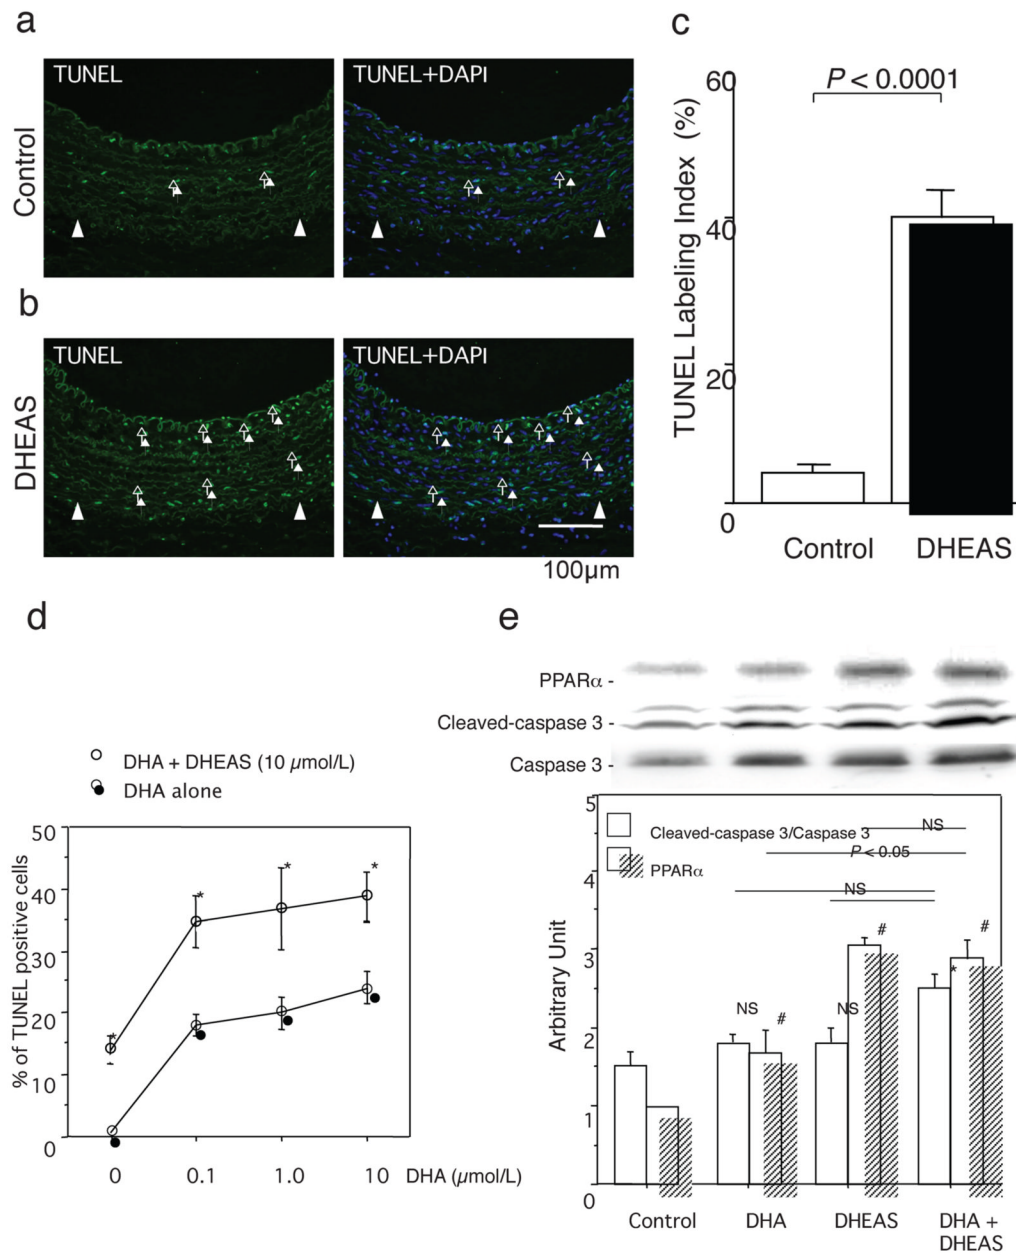 a
TUNEL
TUNEL+DAPI
Control
b
TUNEL
TUNEL+DAPI
DHEAS
100µm
c
P < 0.0001
TUNEL Labeling Index (%)
60
40
20
0
Control
DHEAS
d
DHA + DHEAS (10 µmol/L)
DHA alone
% of TUNEL positive cells
50
40
30
20
10
0
*
*
*
*
0
0.1
1.0
10
DHA (µmol/L)
e
PPARα -
Cleaved-caspase 3 -
Caspase 3 -
Arbitrary Unit
5
4
3
2
1
0
Cleaved-caspase 3/Caspase 3
PPARα
NS
P < 0.05
NS
NS
#
NS
#
*
#
Control
DHA
DHEAS
DHA +
DHEAS